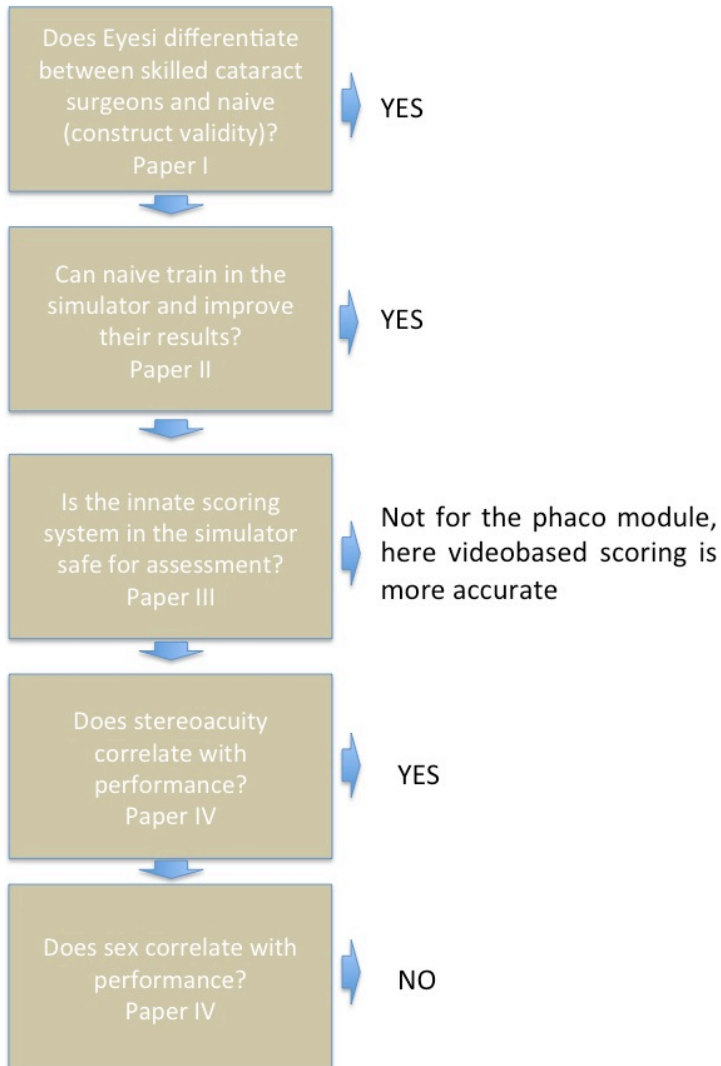 Does Eyesi differentiate
between skilled cataract
surgeons and naive
(construct validity)?
Paper I
YES
Can naive train in the
simulator and improve
their results?
Paper II
YES
Is the innate scoring
system in the simulator
safe for assessment?
Paper III
Not for the phaco module,
here videobased scoring is
more accurate
Does stereoacuity
correlate with
performance?
Paper IV
YES
Does sex correlate with
performance?
Paper IV
NO